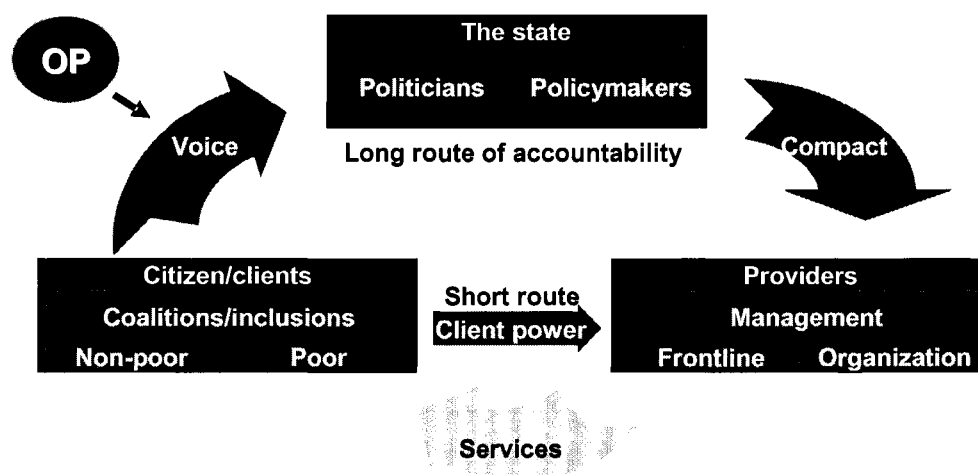 OP
The state
Politicians Policymakers
Voice
Long route of accountability
Compact
Citizen/clients
Coalitions/inclusions
Non-poor Poor
Short route
Client power
Providers
Management
Frontline Organization
Services